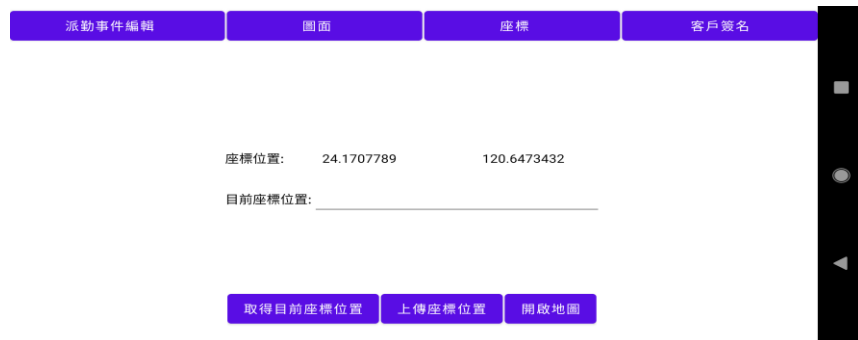 派勤事件編輯 圖面 座標 客戶簽名
座標位置: 24.1707789 120.6473432
目前座標位置:
取得目前座標位置 上傳座標位置 開啟地圖